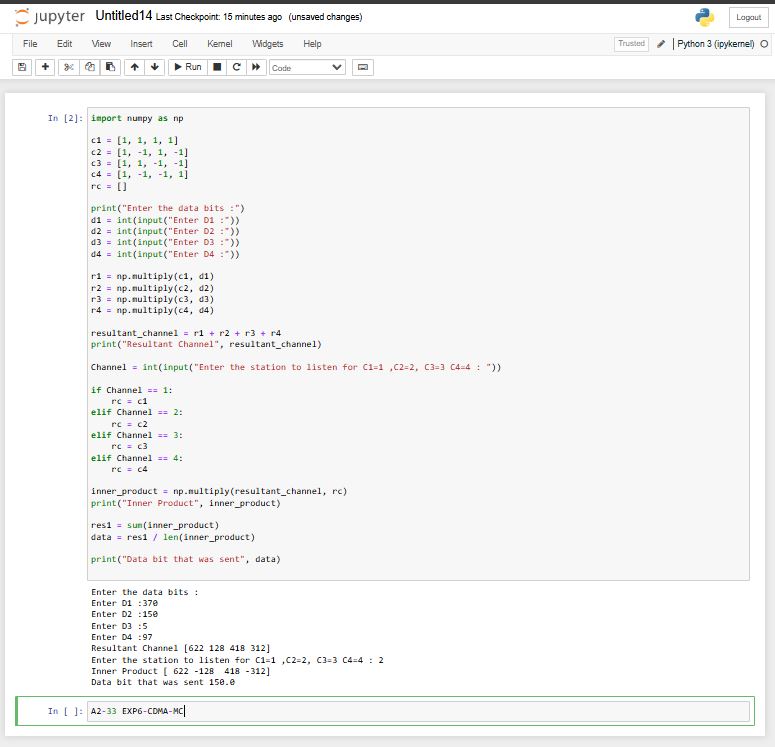 jupyter Untitled14 Last Checkpoint: 15 minutes ago (unsaved changes) Logout
File Edit View Insert Cell Kernel Widgets Help Trusted Python 3 (ipykernel)
Run Code
In [2]: import numpy as np
c1 = [1, 1, 1, 1]
c2 = [1, -1, 1, -1]
c3 = [1, 1, -1, -1]
c4 = [1, -1, -1, 1]
rc = []
print("Enter the data bits :")
d1 = int(input("Enter D1 :"))
d2 = int(input("Enter D2 :"))
d3 = int(input("Enter D3 :"))
d4 = int(input("Enter D4 :"))
r1 = np.multiply(c1, d1)
r2 = np.multiply(c2, d2)
r3 = np.multiply(c3, d3)
r4 = np.multiply(c4, d4)
resultant_channel = r1 + r2 + r3 + r4
print("Resultant Channel", resultant_channel)
Channel = int(input("Enter the station to listen for C1=1 ,C2=2, C3=3 C4=4 : "))
if Channel == 1:
    rc = c1
elif Channel == 2:
    rc = c2
elif Channel == 3:
    rc = c3
elif Channel == 4:
    rc = c4
inner_product = np.multiply(resultant_channel, rc)
print("Inner Product", inner_product)
res1 = sum(inner_product)
data = res1 / len(inner_product)
print("Data bit that was sent", data)
Enter the data bits :
Enter D1 :370
Enter D2 :150
Enter D3 :5
Enter D4 :97
Resultant Channel [622 128 418 312]
Enter the station to listen for C1=1 ,C2=2, C3=3 C4=4 : 2
Inner Product [ 622 -128  418 -312]
Data bit that was sent 150.0
In [ ]: A2-33 EXP6-CDMA-MC